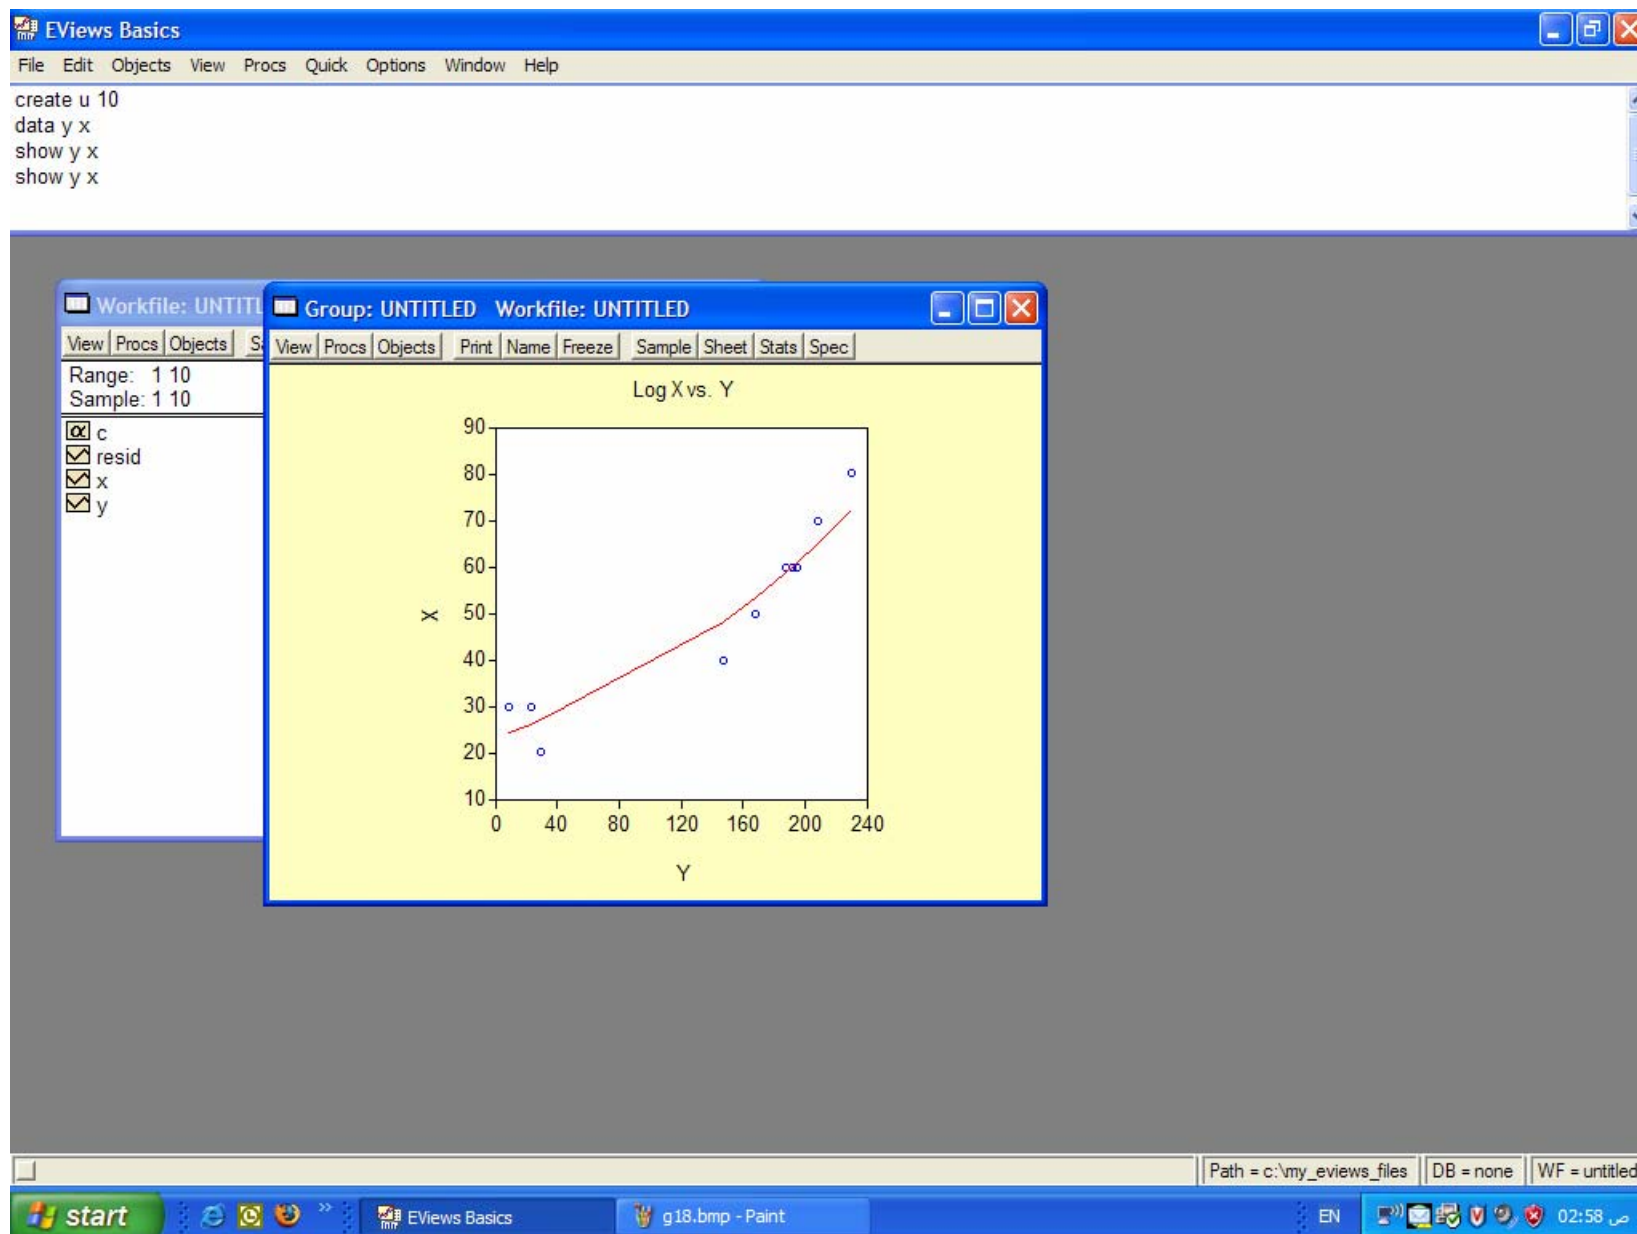 EViews Basics
File Edit Objects View Procs Quick Options Window Help
create u 10
data y x
show y x
show y x
Workfile: UNTITL
View Procs Objects Sa
Range: 1 10
Sample: 1 10
c
resid
x
y
Group: UNTITLED Workfile: UNTITLED
View Procs Objects Print Name Freeze Sample Sheet Stats Spec
Log X vs. Y
90
80
70
60
50
40
30
20
10
X
0 40 80 120 160 200 240
Y
Path = c:\my_eviews_files DB = none WF = untitled
start EViews Basics g18.bmp - Paint EN 02:58 ص